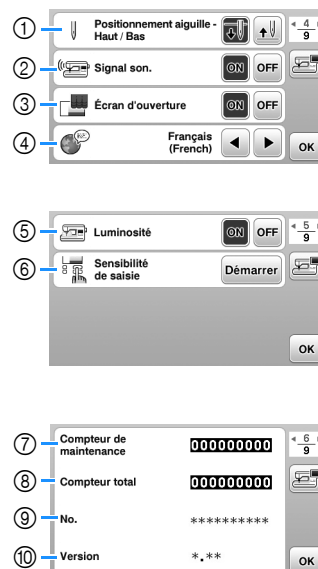 ① Positionnement aiguille - 4
Haut / Bas 9
② Signal son. ON OFF
③ Écran d'ouverture ON OFF
④ Français
(French) OK
⑤ Luminosité ON OFF 5
9
⑥ Sensibilité
de saisie Démarrer
OK
⑦ Compteur de
maintenance 000000000 6
9
⑧ Compteur total 000000000
⑨ No. **********
⑩ Version *.** OK